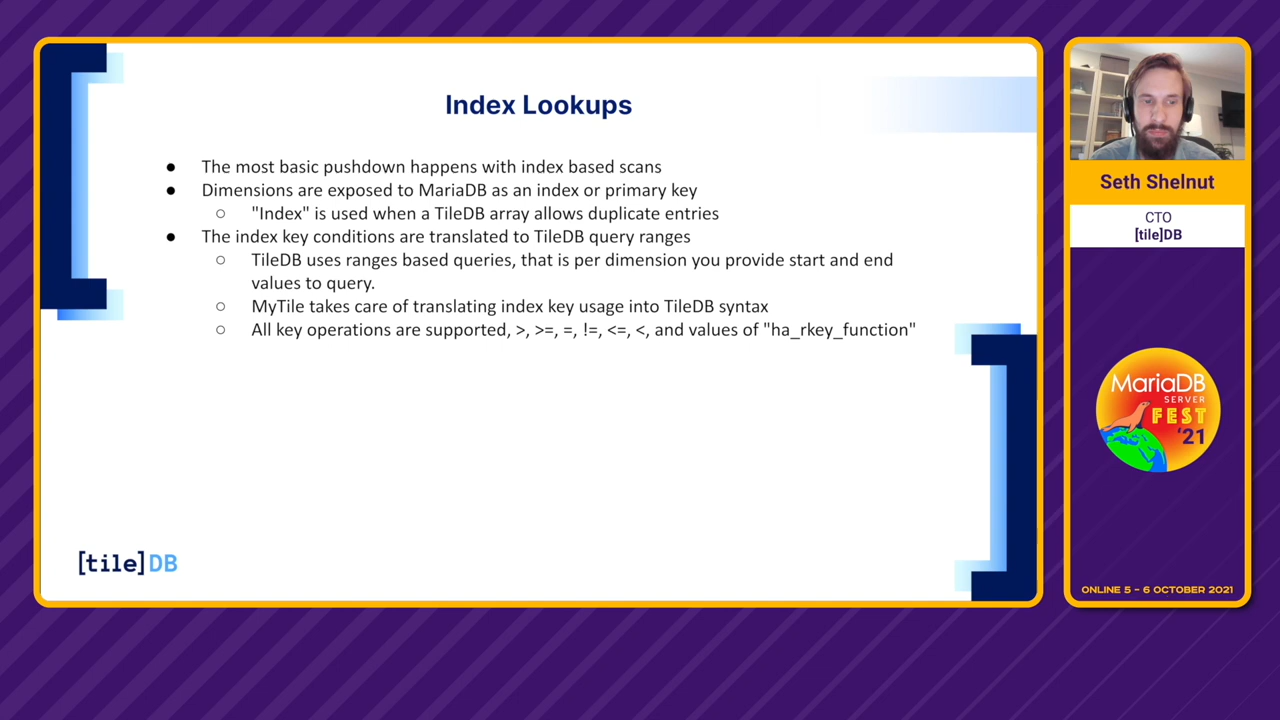 Index Lookups
● The most basic pushdown happens with index based scans
● Dimensions are exposed to MariaDB as an index or primary key
○ "Index" is used when a TileDB array allows duplicate entries
● The index key conditions are translated to TileDB query ranges
○ TileDB uses ranges based queries, that is per dimension you provide start and end
values to query.
○ MyTile takes care of translating index key usage into TileDB syntax
○ All key operations are supported, >, >=, =, !=, <=, <, and values of "ha_rkey_function"
[tile]DB
Seth Shelnut
CTO
[tile]DB
MariaDB
SERVER
FEST
'21
ONLINE 5 – 6 OCTOBER 2021